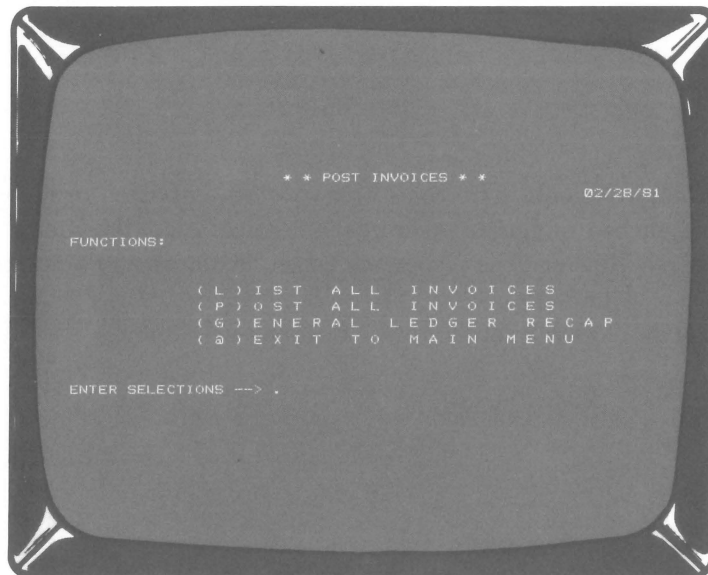 * * POST INVOICES * *
02/28/81
FUNCTIONS:
(L)IST ALL INVOICES
(P)OST ALL INVOICES
(G)ENERAL LEDGER RECAP
(@)EXIT TO MAIN MENU
ENTER SELECTIONS --> .